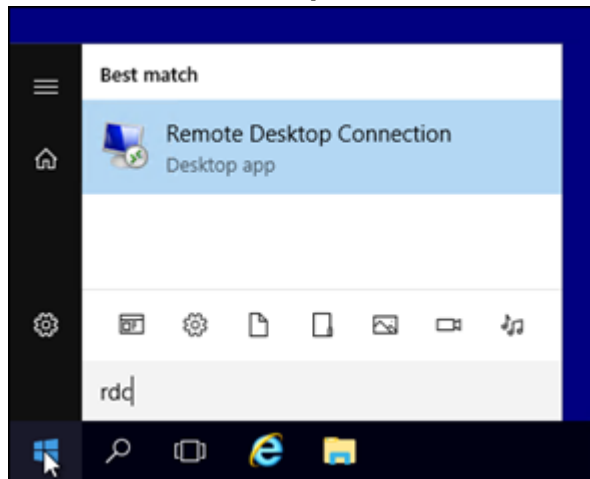 Best match
Remote Desktop Connection
Desktop app
rdc